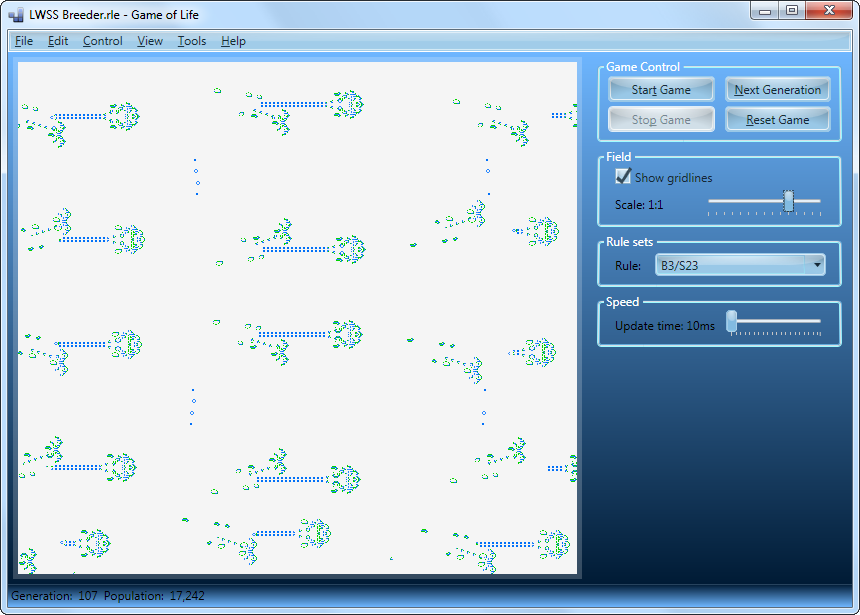 LWSS Breeder.rle - Game of Life
File Edit Control View Tools Help
Game Control
Start Game Next Generation
Stop Game Reset Game
Field
Show gridlines
Scale: 1:1
Rule sets
Rule: B3/S23
Speed
Update time: 10ms
Generation: 107 Population: 17,242